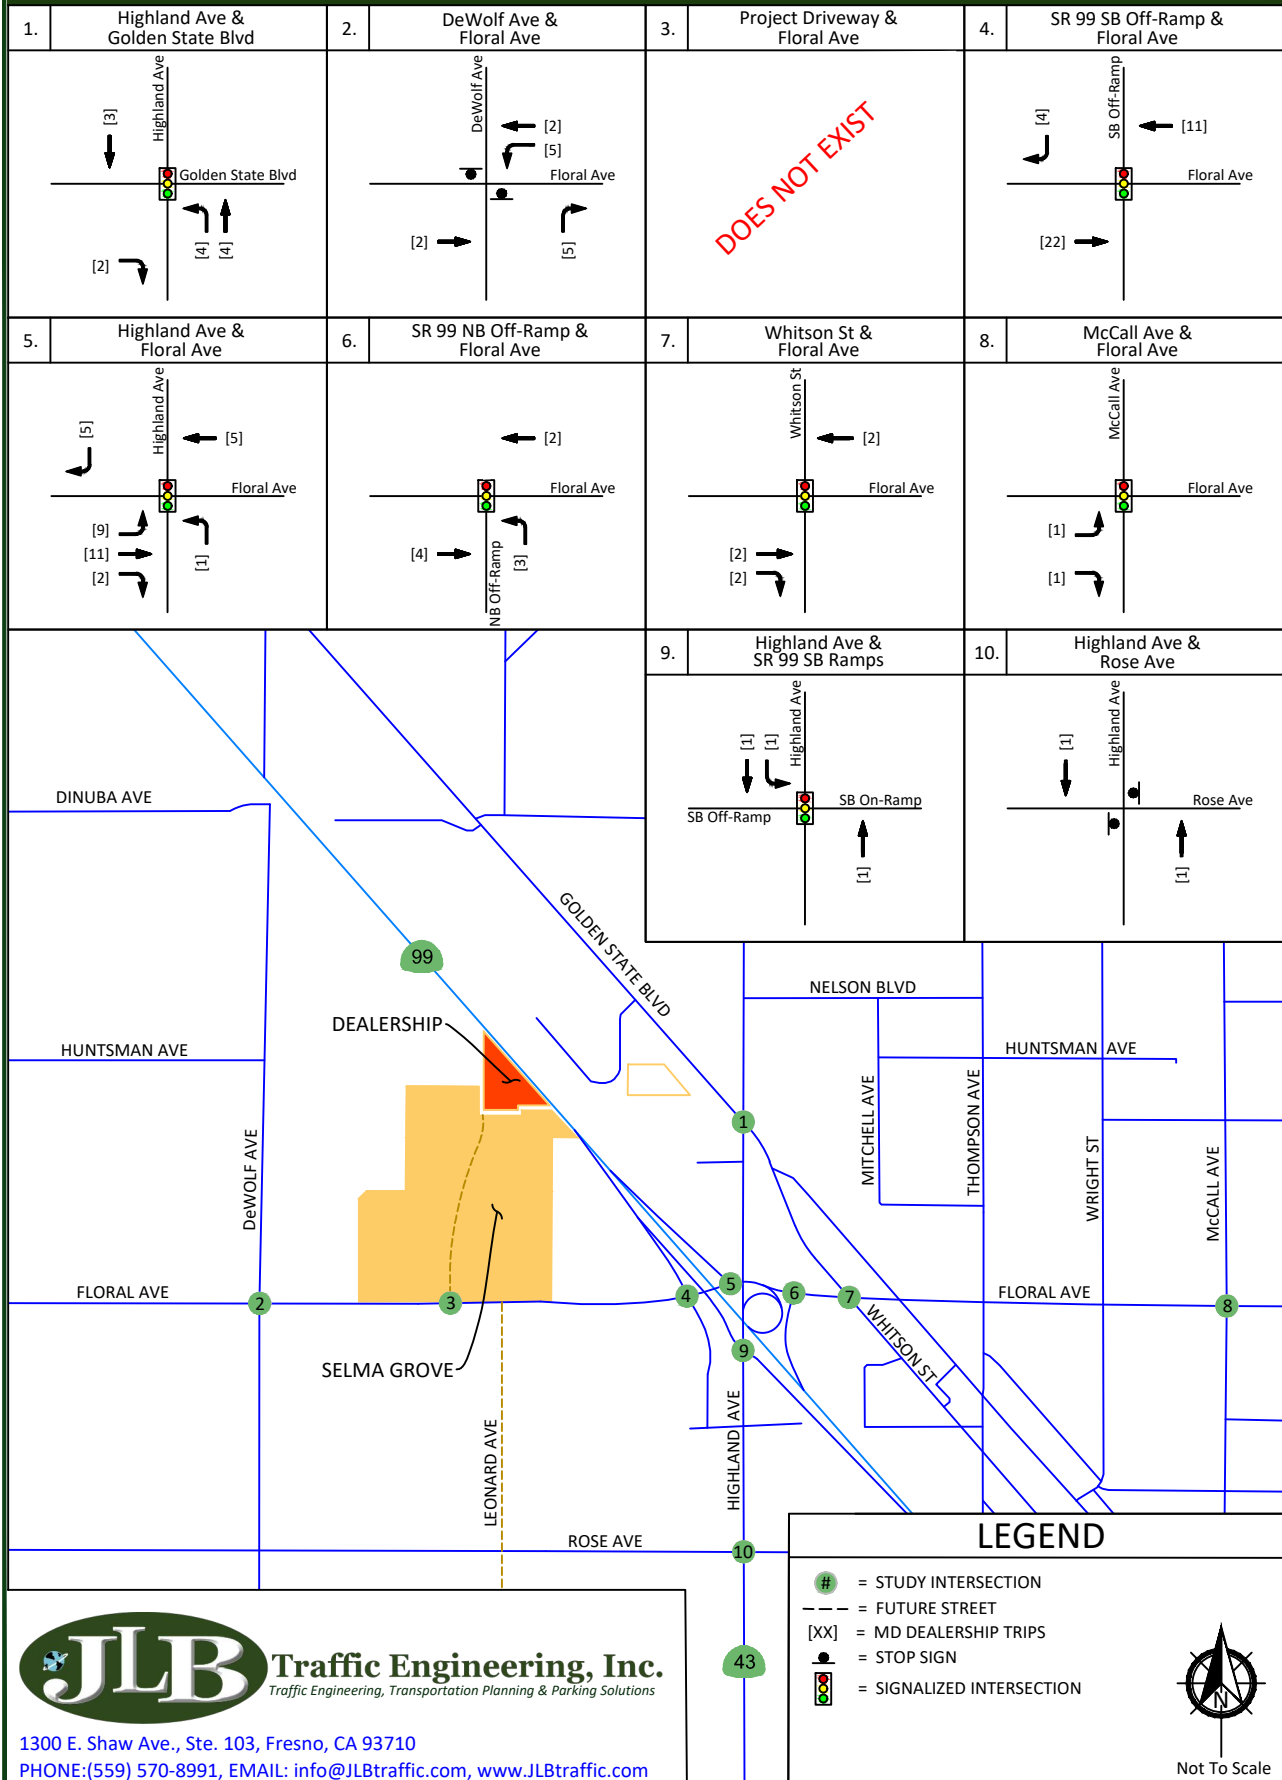 1.
Highland Ave &
Golden State Blvd
Highland Ave
[3]
Golden State Blvd
[4]
[4]
[2]
2.
DeWolf Ave &
Floral Ave
DeWolf Ave
[2]
[5]
Floral Ave
[2]
[5]
3.
Project Driveway &
Floral Ave
DOES NOT EXIST
4.
SR 99 SB Off-Ramp &
Floral Ave
SB Off-Ramp
[4]
[11]
Floral Ave
[22]
5.
Highland Ave &
Floral Ave
Highland Ave
[5]
[5]
Floral Ave
[9]
[11]
[2]
[1]
6.
SR 99 NB Off-Ramp &
Floral Ave
[2]
Floral Ave
[4]
NB Off-Ramp
[3]
7.
Whitson St &
Floral Ave
Whitson St
[2]
Floral Ave
[2]
[2]
8.
McCall Ave &
Floral Ave
McCall Ave
Floral Ave
[1]
[1]
9.
Highland Ave &
SR 99 SB Ramps
Highland Ave
[1]
[1]
SB On-Ramp
SB Off-Ramp
[1]
10.
Highland Ave &
Rose Ave
Highland Ave
[1]
Rose Ave
[1]
DINUBA AVE
GOLDEN STATE BLVD
99
NELSON BLVD
DEALERSHIP
HUNTSMAN AVE
HUNTSMAN AVE
MITCHELL AVE
THOMPSON AVE
WRIGHT ST
McCALL AVE
DeWOLF AVE
1
FLORAL AVE
2
3
4
5
6
7
FLORAL AVE
8
9
WHITSON ST
SELMA GROVE
LEONARD AVE
HIGHLAND AVE
ROSE AVE
10
43
LEGEND
# = STUDY INTERSECTION
= FUTURE STREET
[XX] = MD DEALERSHIP TRIPS
= STOP SIGN
= SIGNALIZED INTERSECTION
N
Not To Scale
JLB
Traffic Engineering, Inc.
Traffic Engineering, Transportation Planning & Parking Solutions
1300 E. Shaw Ave., Ste. 103, Fresno, CA 93710
PHONE:(559) 570-8991, EMAIL: info@JLBtraffic.com, www.JLBtraffic.com